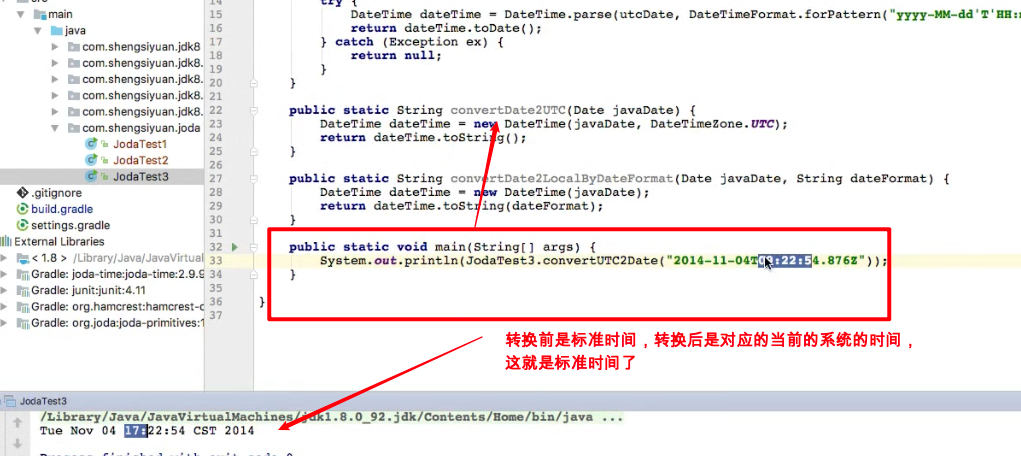 main
java
com.shengsiyuan.jdk8
com.shengsiyuan.jdk8.
com.shengsiyuan.jdk8.
com.shengsiyuan.jdk8.
com.shengsiyuan.jdk8.
com.shengsiyuan.joda
JodaTest1
JodaTest2
JodaTest3
.gitignore
build.gradle
settings.gradle
External Libraries
< 1.8 > /Library/Java/JavaVirtual
Gradle: joda-time:joda-time:2.9.9
Gradle: junit:junit:4.11
Gradle: org.hamcrest:hamcrest-c
Gradle: org.joda:joda-primitives:1
try {
15 DateTime dateTime = DateTime.parse(utcDate, DateTimeFormat.forPattern("yyyy-MM-dd'T'HH:
16 return dateTime.toDate();
17 } catch (Exception ex) {
18 return null;
19 }
20 }
21
22 public static String convertDate2UTC(Date javaDate) {
23 DateTime dateTime = new DateTime(javaDate, DateTimeZone.UTC);
24 return dateTime.toString();
25 }
26
27 public static String convertDate2LocalByDateFormat(Date javaDate, String dateFormat) {
28 DateTime dateTime = new DateTime(javaDate);
29 return dateTime.toString(dateFormat);
30 }
31
32 public static void main(String[] args) {
33 System.out.println(JodaTest3.convertUTC2Date("2014-11-04T:22:54.876Z"));
34 }
35
36 }
37
转换前是标准时间，转换后是对应的当前的系统的时间，
这就是标准时间了
JodaTest3
/Library/Java/JavaVirtualMachines/jdk1.8.0_92.jdk/Contents/Home/bin/java ...
Tue Nov 04 17:22:54 CST 2014